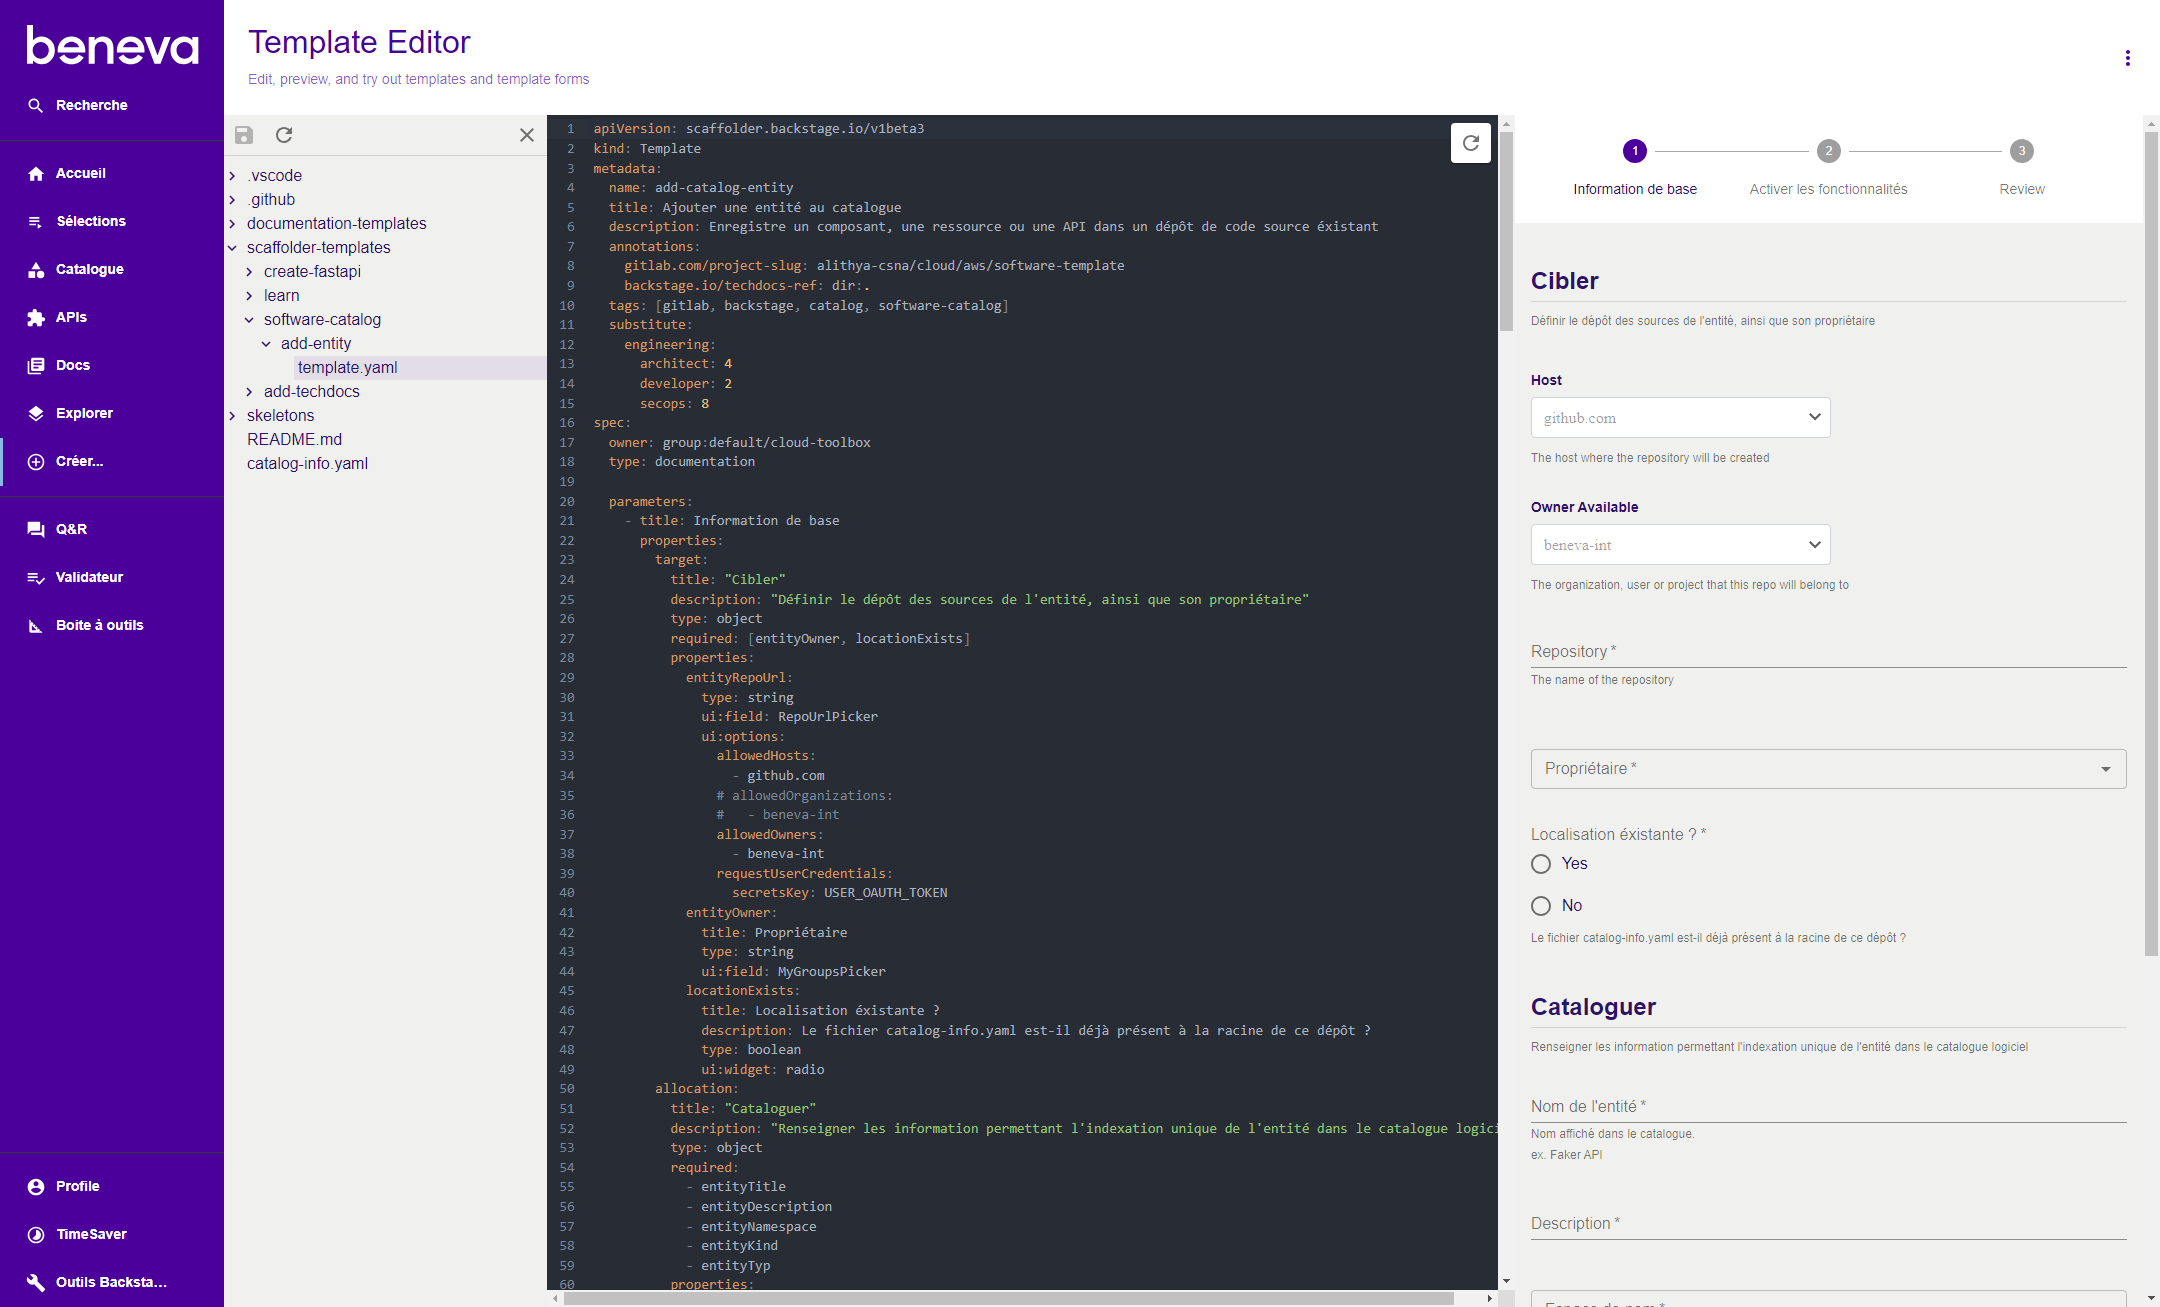 beneva
Recherche
Accueil
Sélections
Catalogue
APIs
Docs
Explorer
Créer...
Q&R
Validateur
Boite à outils
Profile
TimeSaver
Outils Backsta...
Template Editor
Edit, preview, and try out templates and template forms
.vscode
.github
documentation-templates
scaffolder-templates
create-fastapi
learn
software-catalog
add-entity
template.yaml
add-techdocs
skeletons
README.md
catalog-info.yaml
1 apiVersion: scaffolder.backstage.io/v1beta3
2 kind: Template
3 metadata:
4 name: add-catalog-entity
5 title: Ajouter une entité au catalogue
6 description: Enregistre un composant, une ressource ou une API dans un dépôt de code source éxistant
7 annotations:
8 gitlab.com/project-slug: alithya-csna/cloud/aws/software-template
9 backstage.io/techdocs-ref: dir:.
10 tags: [gitlab, backstage, catalog, software-catalog]
11 substitute:
12 engineering:
13 architect: 4
14 developer: 2
15 secops: 8
16 spec:
17 owner: group:default/cloud-toolbox
18 type: documentation
19
20 parameters:
21 - title: Information de base
22 properties:
23 target:
24 title: "Cibler"
25 description: "Définir le dépôt des sources de l'entité, ainsi que son propriétaire"
26 type: object
27 required: [entityOwner, locationExists]
28 properties:
29 entityRepoUrl:
30 type: string
31 ui:field: RepoUrlPicker
32 ui:options:
33 allowedHosts:
34 - github.com
35 # allowedOrganizations:
36 # - beneva-int
37 allowedOwners:
38 - beneva-int
39 requestUserCredentials:
40 secretsKey: USER_OAUTH_TOKEN
41 entityOwner:
42 title: Propriétaire
43 type: string
44 ui:field: MyGroupsPicker
45 locationExists:
46 title: Localisation éxistante ?
47 description: Le fichier catalog-info.yaml est-il déjà présent à la racine de ce dépôt ?
48 type: boolean
49 ui:widget: radio
50 allocation:
51 title: "Cataloguer"
52 description: "Renseigner les information permettant l'indexation unique de l'entité dans le catalogue logici
53 type: object
54 required:
55 - entityTitle
56 - entityDescription
57 - entityNamespace
58 - entityKind
59 - entityTyp
60 properties:
1
2
3
Information de base
Activer les fonctionnalités
Review
Cibler
Définir le dépôt des sources de l'entité, ainsi que son propriétaire
Host
github.com
The host where the repository will be created
Owner Available
beneva-int
The organization, user or project that this repo will belong to
Repository *
The name of the repository
Propriétaire *
Localisation éxistante ? *
Yes
No
Le fichier catalog-info.yaml est-il déjà présent à la racine de ce dépôt ?
Cataloguer
Renseigner les information permettant l'indexation unique de l'entité dans le catalogue logiciel
Nom de l'entité *
Nom affiché dans le catalogue.
ex. Faker API
Description *
Espace de nom *